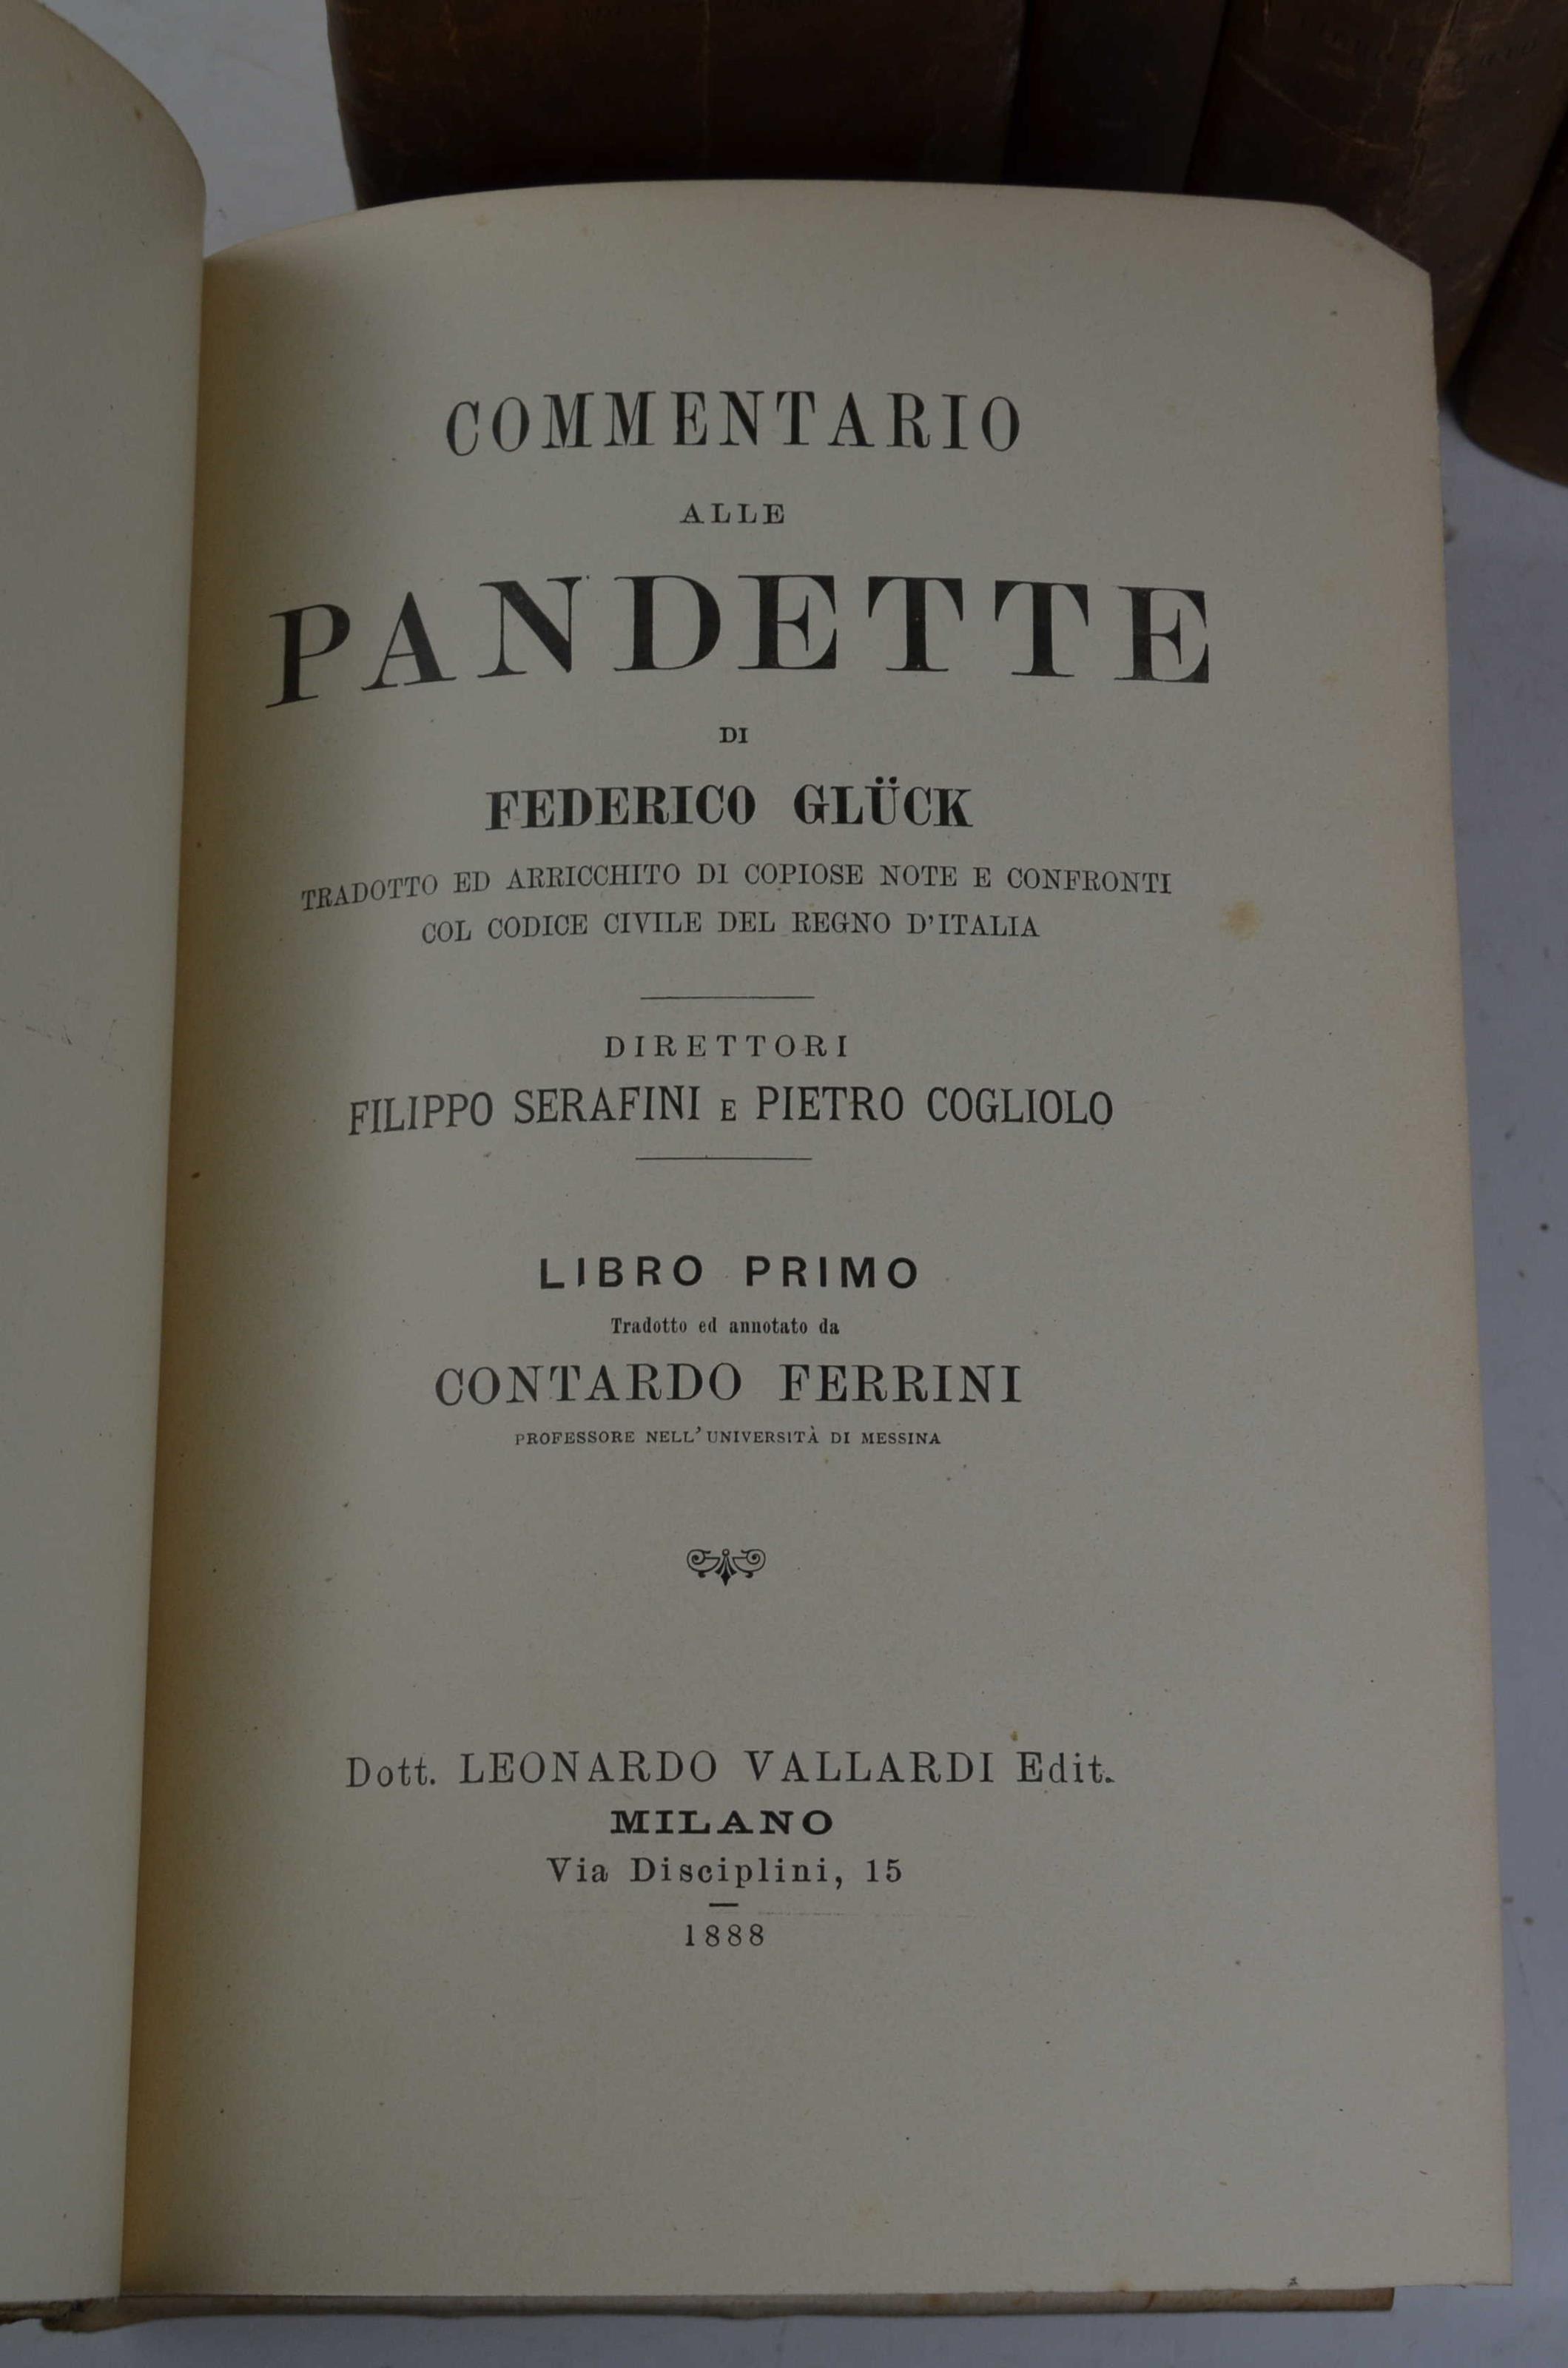 COMMENTARIO
ALLE
PANDETTE
DI
FEDERICO GLÜCK
TRADOTTO ED ARRICCHITO DI COPIOSE NOTE E CONFRONTI
COL CODICE CIVILE DEL REGNO D'ITALIA
DIRETTORI
FILIPPO SERAFINI E PIETRO COGLIOLO
LIBRO PRIMO
Tradotto ed annotato da
CONTARDO FERRINI
PROFESSORE NELL'UNIVERSITÀ DI MESSINA
Dott. LEONARDO VALLARDI Edit.
MILANO
Via Disciplini, 15
1888